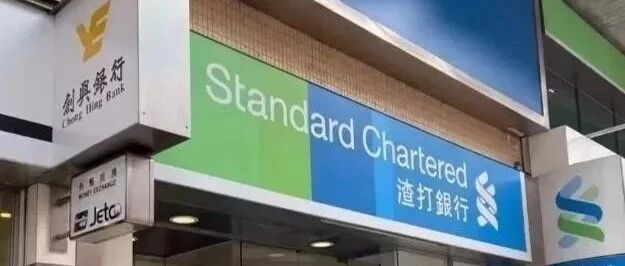 創興銀行
Chong Hing Bank
MONEY EXCHANGE
Jetco
Standard Chartered
渣打銀行